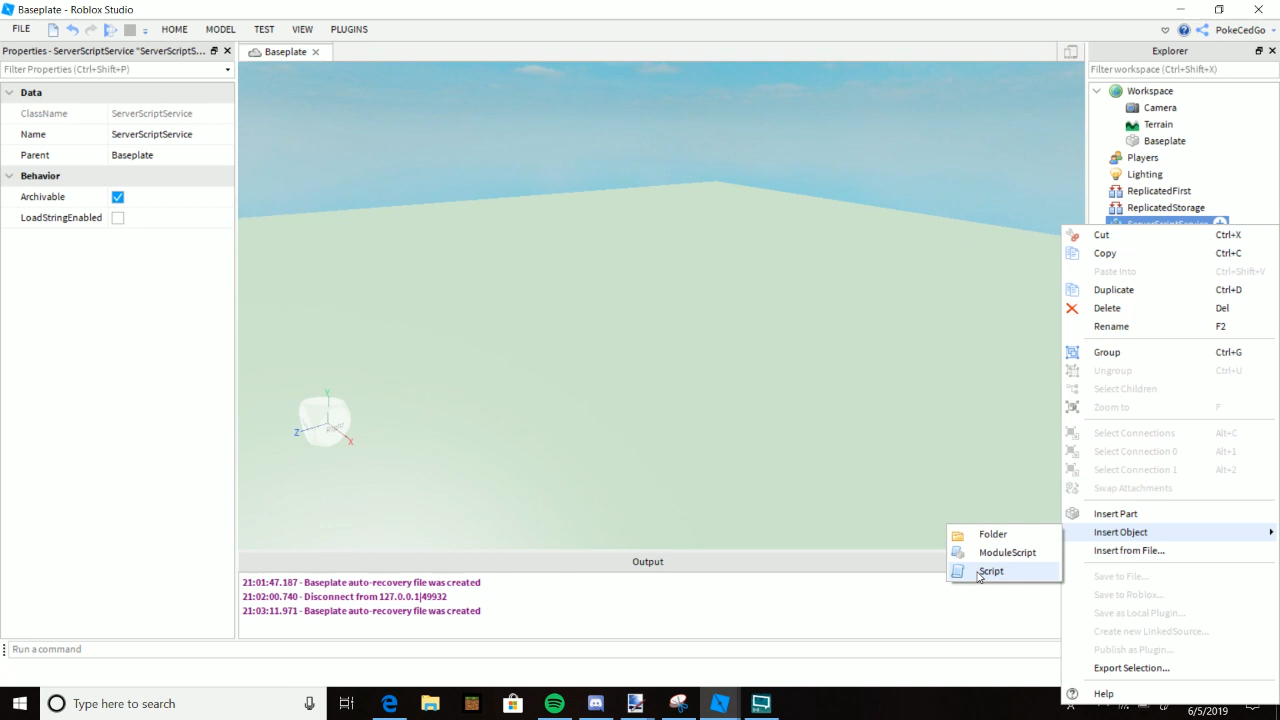 Baseplate - Roblox Studio
FILE
HOME
MODEL
TEST
VIEW
PLUGINS
PokeCedGo
Properties - ServerScriptService "ServerScriptS...
Baseplate
Explorer
Filter Properties (Ctrl+Shift+P)
Filter workspace (Ctrl+Shift+X)
Data
ClassName ServerScriptService
Name ServerScriptService
Parent Baseplate
Behavior
Archivable
LoadStringEnabled
Workspace
Camera
Terrain
Baseplate
Players
Lighting
ReplicatedFirst
ReplicatedStorage
ServerScriptService
Cut Ctrl+X
Copy Ctrl+C
Paste Into Ctrl+Shift+V
Duplicate Ctrl+D
Delete Del
Rename F2
Group Ctrl+G
Ungroup Ctrl+U
Select Children
Zoom to F
Select Connections Alt+C
Select Connection 0 Alt+1
Select Connection 1 Alt+2
Swap Attachments
Insert Part
Insert Object
Insert from File...
Save to File...
Save to Roblox...
Save as Local Plugin...
Create new LinkedSource...
Publish as Plugin...
Export Selection...
Help
Folder
ModuleScript
Script
Y
Z
X
Right
Output
21:01:47.187 - Baseplate auto-recovery file was created
21:02:00.740 - Disconnect from 127.0.0.1|49932
21:03:11.971 - Baseplate auto-recovery file was created
Run a command
Type here to search
6/5/2019